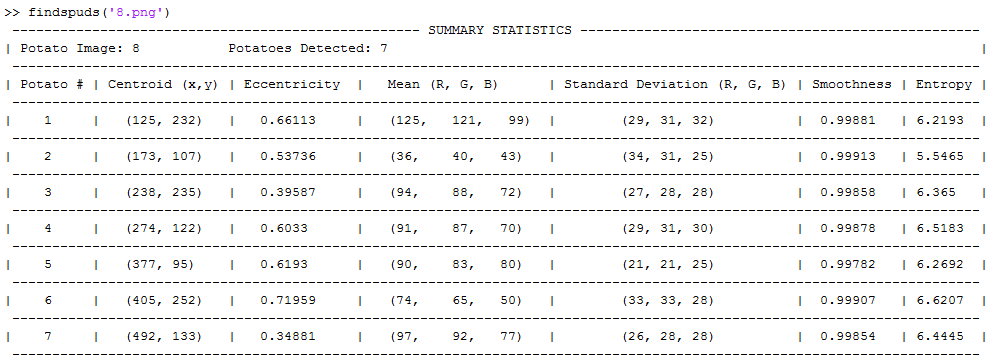 >> findspuds('8.png')
------------------------------------------------- SUMMARY STATISTICS -------------------------------------------------
| Potato Image: 8 Potatoes Detected: 7 |
| Potato # | Centroid (x,y) | Eccentricity | Mean (R, G, B) | Standard Deviation (R, G, B) | Smoothness | Entropy |
| 1 | (125, 232) | 0.66113 | (125, 121, 99) | (29, 31, 32) | 0.99881 | 6.2193 |
| 2 | (173, 107) | 0.53736 | (36, 40, 43) | (34, 31, 25) | 0.99913 | 5.5465 |
| 3 | (238, 235) | 0.39587 | (94, 88, 72) | (27, 28, 28) | 0.99858 | 6.365 |
| 4 | (274, 122) | 0.6033 | (91, 87, 70) | (29, 31, 30) | 0.99878 | 6.5183 |
| 5 | (377, 95) | 0.6193 | (90, 83, 80) | (21, 21, 25) | 0.99782 | 6.2692 |
| 6 | (405, 252) | 0.71959 | (74, 65, 50) | (33, 33, 28) | 0.99907 | 6.6207 |
| 7 | (492, 133) | 0.34881 | (97, 92, 77) | (26, 28, 28) | 0.99854 | 6.4445 |